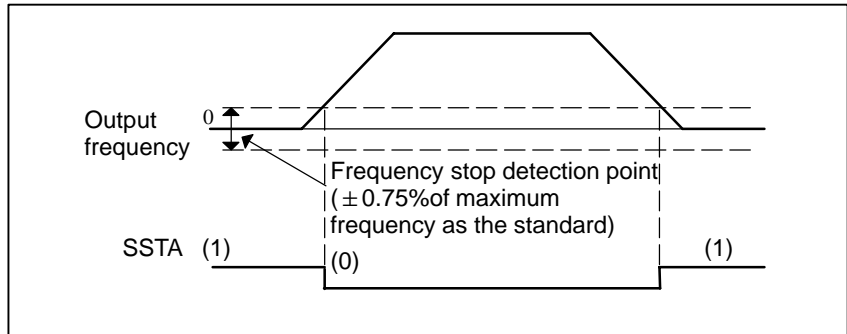 0
Output
frequency
Frequency stop detection point
(±0.75%of maximum
frequency as the standard)
SSTA (1) (0) (1)